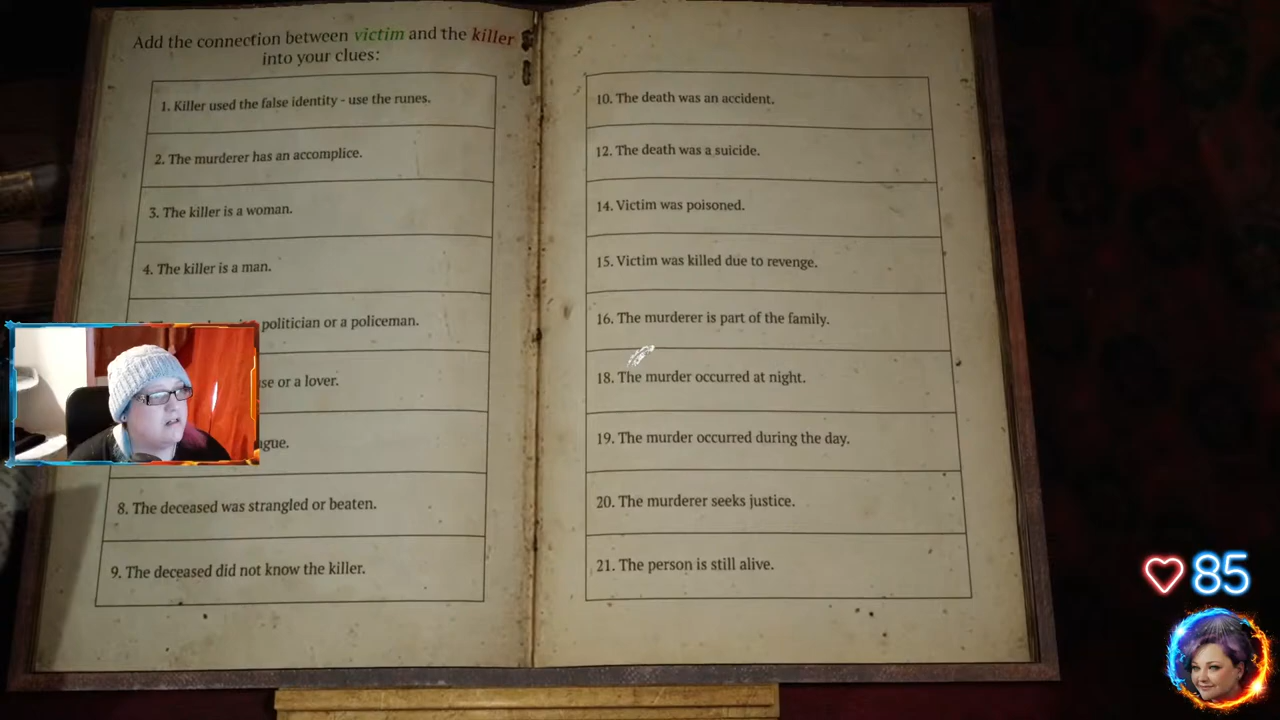 Add the connection between victim and the killer
into your clues:
1. Killer used the false identity - use the runes.
2. The murderer has an accomplice.
3. The killer is a woman.
4. The killer is a man.
politician or a policeman.
or a lover.
8. The deceased was strangled or beaten.
9. The deceased did not know the killer.
10. The death was an accident.
12. The death was a suicide.
14. Victim was poisoned.
15. Victim was killed due to revenge.
16. The murderer is part of the family.
18. The murder occurred at night.
19. The murder occurred during the day.
20. The murderer seeks justice.
21. The person is still alive.
85